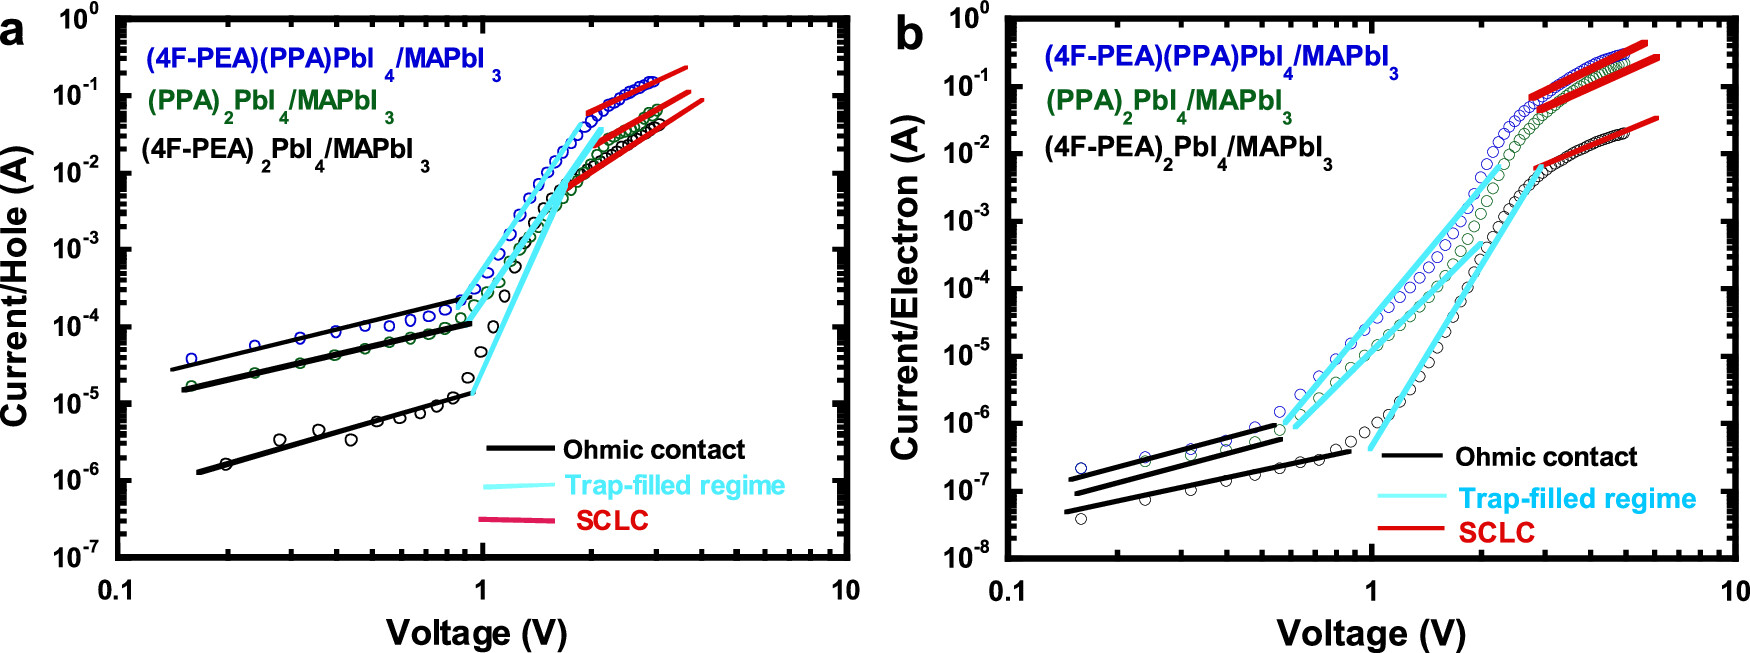 a
10⁰
10⁻¹
10⁻²
10⁻³
10⁻⁴
10⁻⁵
10⁻⁶
10⁻⁷
Current/Hole (A)
(4F-PEA)(PPA)PbI₄/MAPbI₃
(PPA)₂PbI₄/MAPbI₃
(4F-PEA)₂PbI₄/MAPbI₃
Ohmic contact
Trap-filled regime
SCLC
0.1 1 10
Voltage (V)
b
10⁰
10⁻¹
10⁻²
10⁻³
10⁻⁴
10⁻⁵
10⁻⁶
10⁻⁷
10⁻⁸
Current/Electron (A)
(4F-PEA)(PPA)PbI₄/MAPbI₃
(PPA)₂PbI₄/MAPbI₃
(4F-PEA)₂PbI₄/MAPbI₃
Ohmic contact
Trap-filled regime
SCLC
0.1 1 10
Voltage (V)